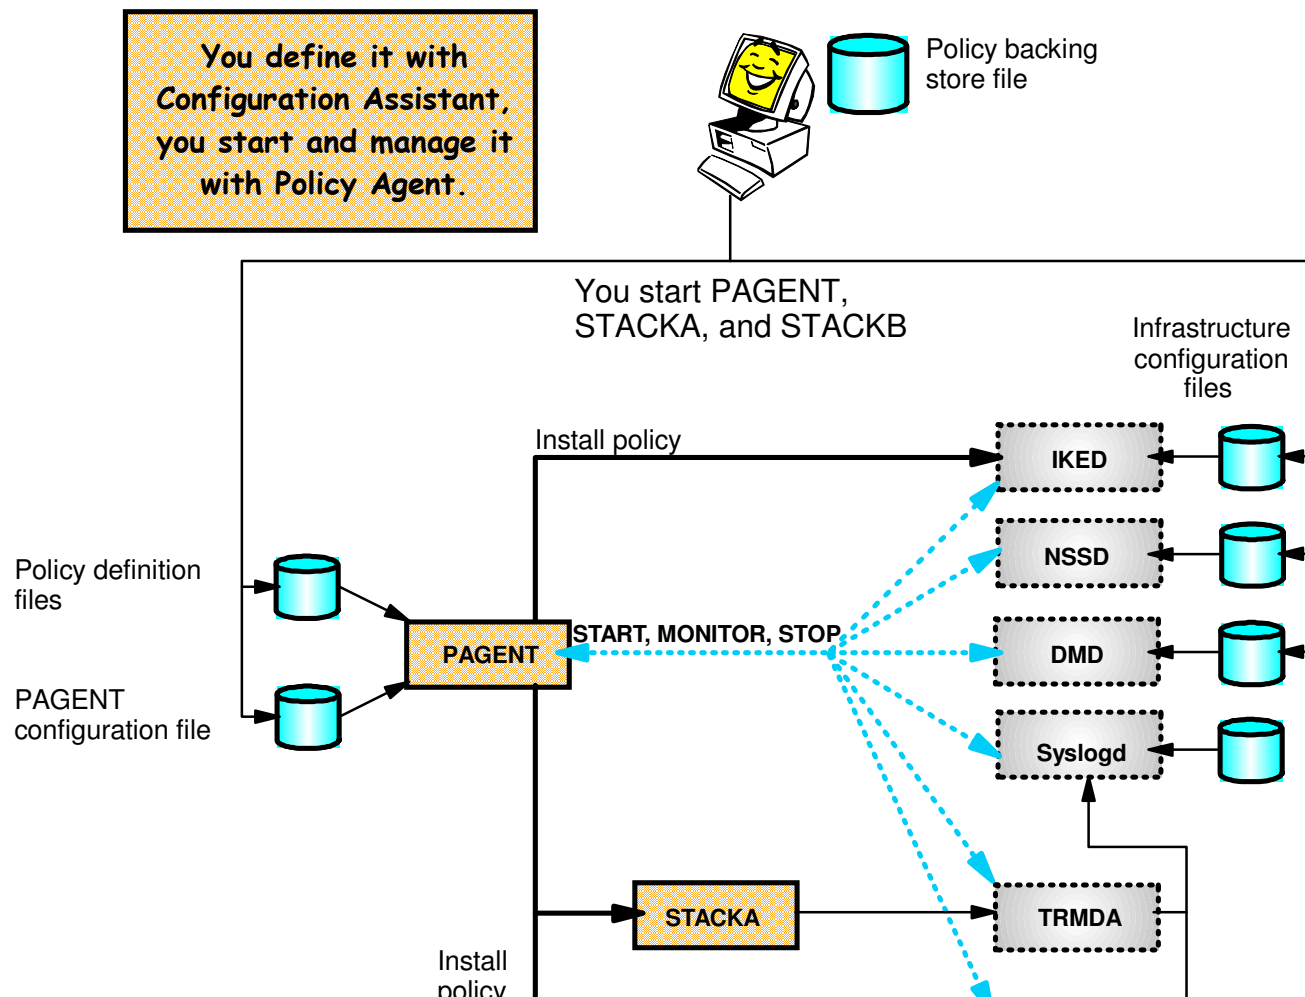 You define it with
Configuration Assistant,
you start and manage it
with Policy Agent.
Policy backing
store file
You start PAGENT,
STACKA, and STACKB
Infrastructure
configuration
files
Install policy
IKED
NSSD
Policy definition
files
START, MONITOR, STOP
PAGENT
DMD
PAGENT
configuration file
Syslogd
STACKA
TRMDA
Install
policy